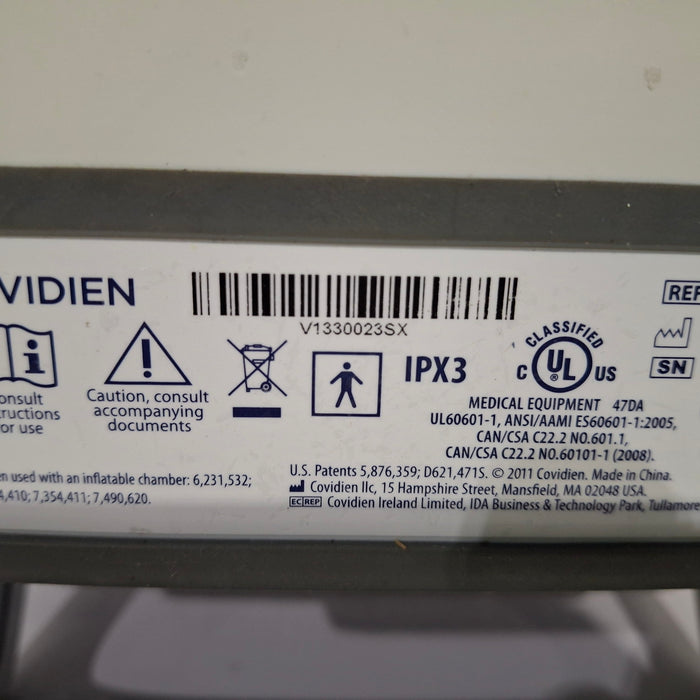 VIDIEN
V1330023SX
REF
i
onsult
ructions
or use
Caution, consult
accompanying
documents
IPX3
CLASSIFIED
C UL US
SN
MEDICAL EQUIPMENT 47DA
UL60601-1, ANSI/AAMI ES60601-1:2005,
CAN/CSA C22.2 NO.601.1,
CAN/CSA C22.2 NO.60101-1 (2008).
en used with an inflatable chamber: 6,231,532;
4,410; 7,354,411; 7,490,620.
U.S. Patents 5,876,359; D621,471S. © 2011 Covidien. Made in China.
Covidien llc, 15 Hampshire Street, Mansfield, MA 02048 USA.
EC REP Covidien Ireland Limited, IDA Business & Technology Park, Tullamore